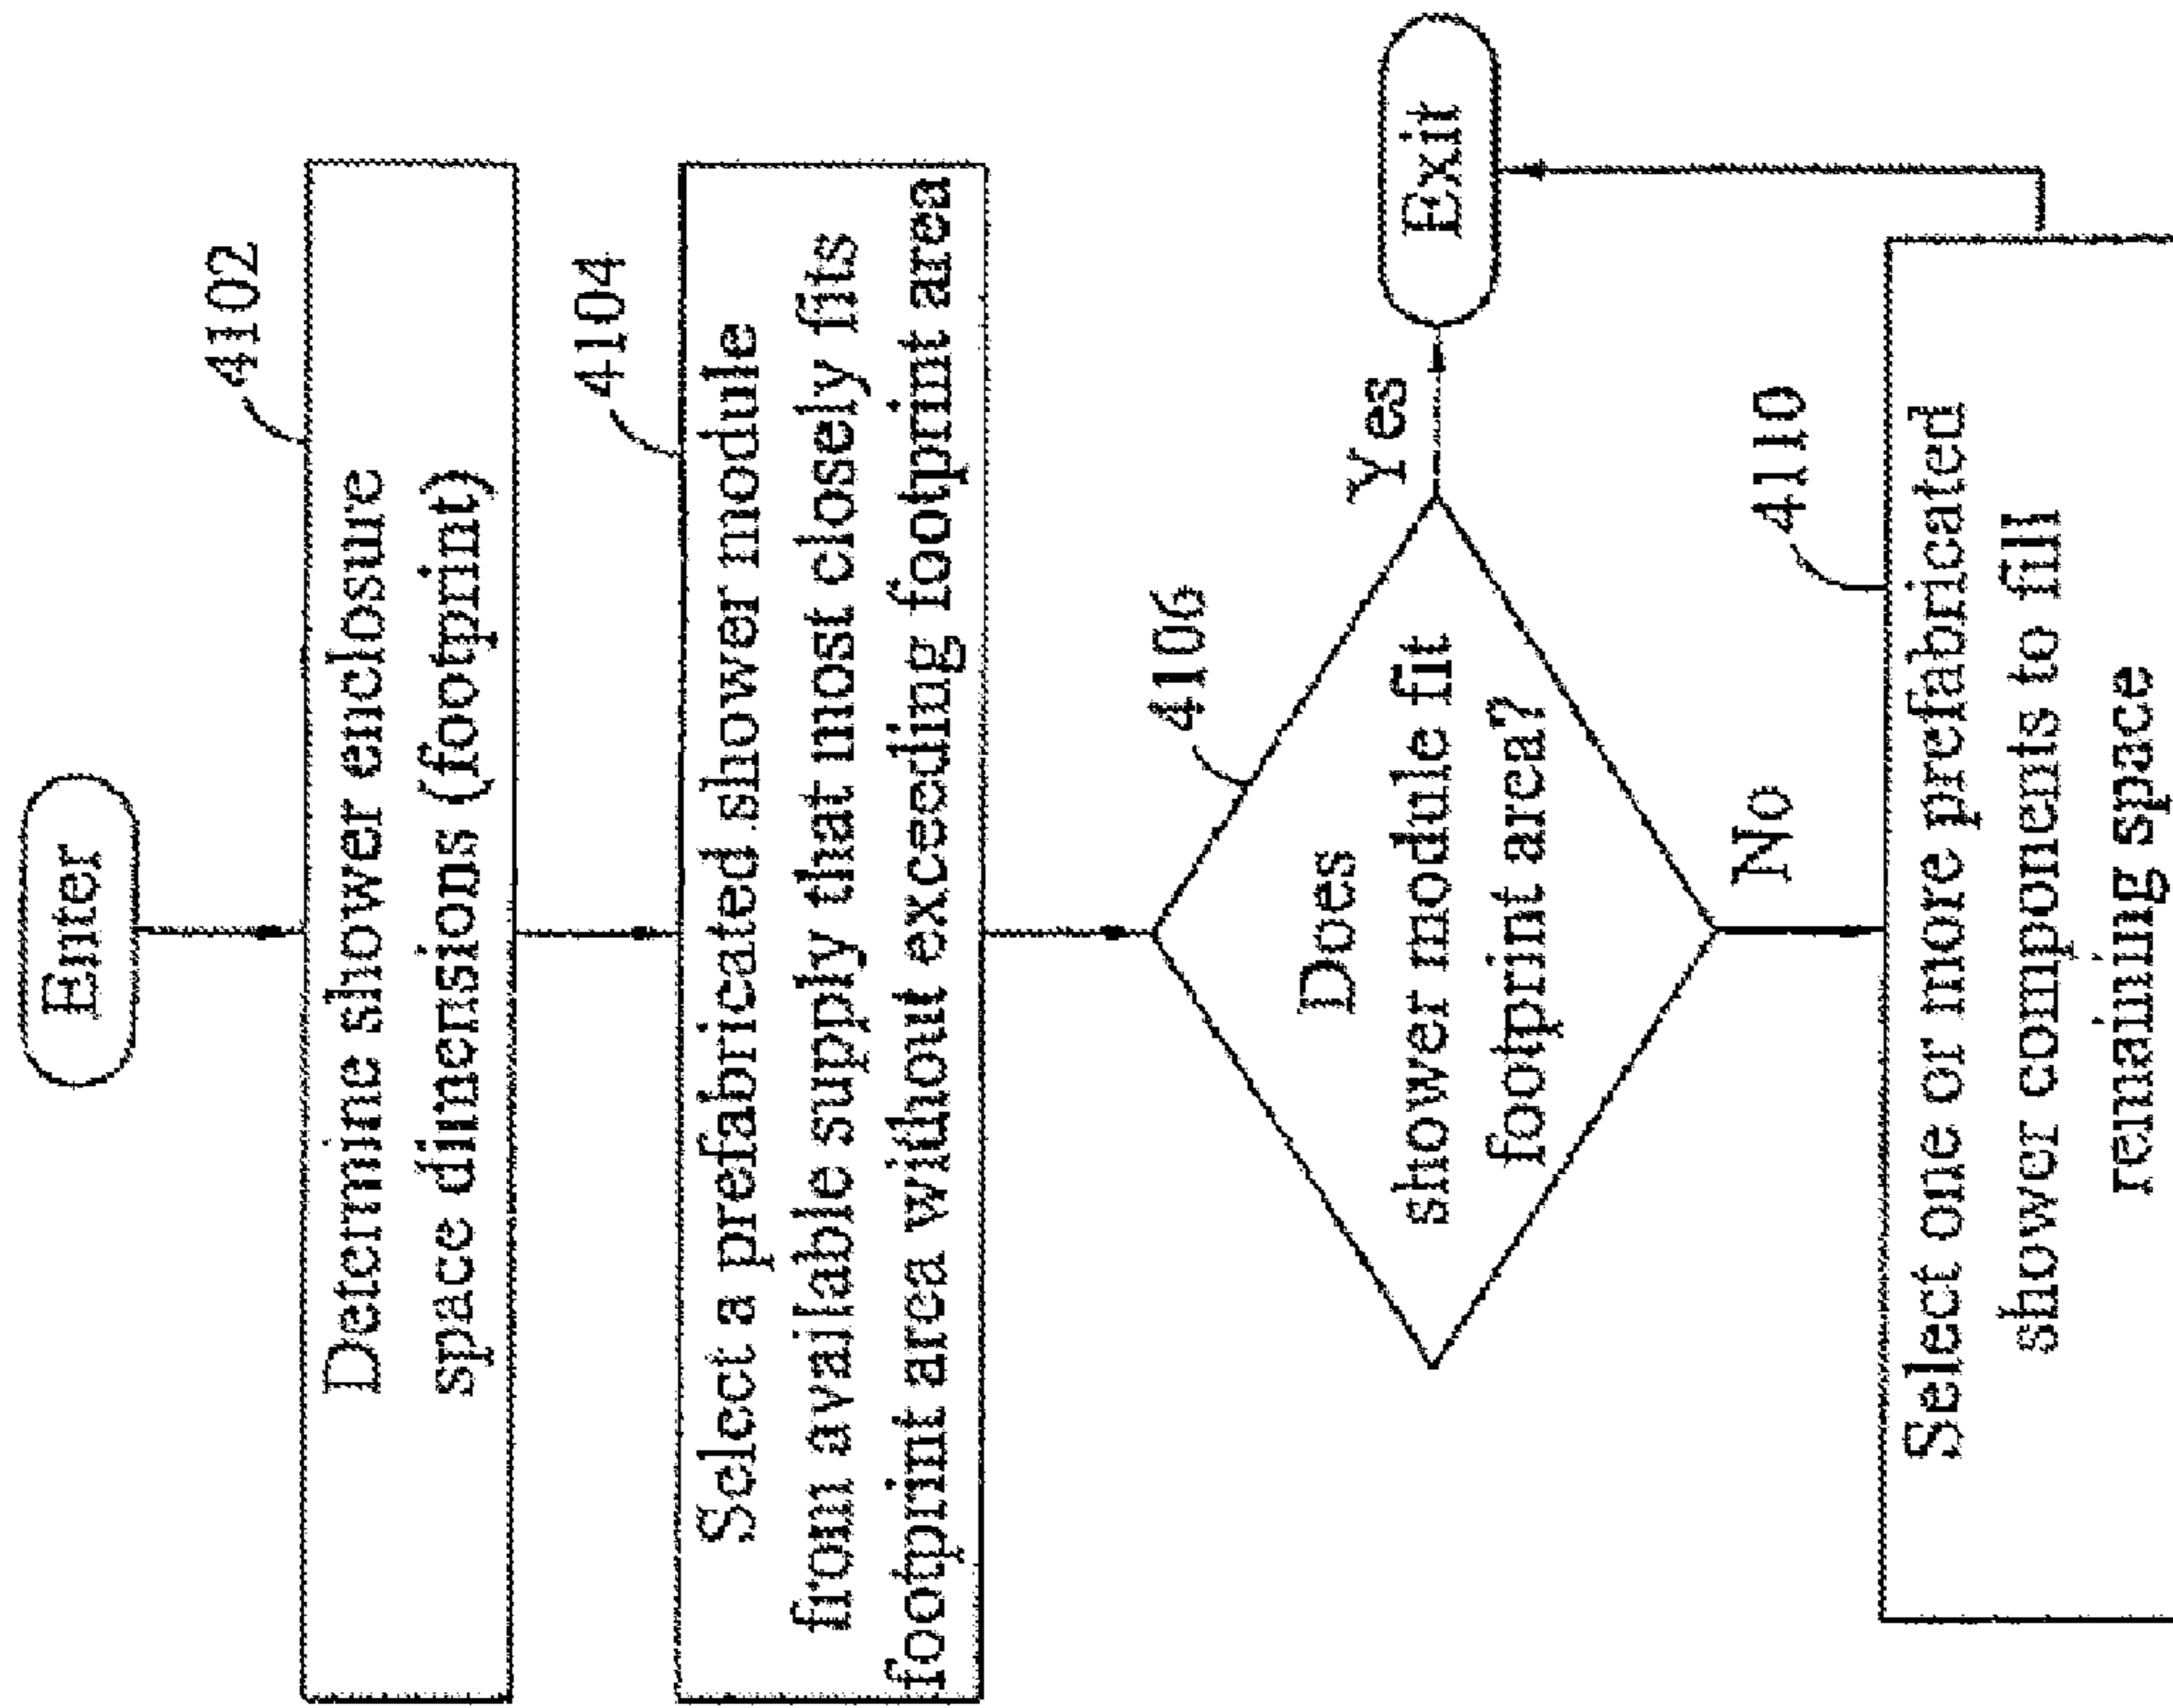 Enter
4102
Determine shower enclosure
space dimensions (footprint)
4104
Select a prefabricated shower module
from available supply that most closely fits
footprint area without exceeding footprint area
4106
Does
shower module fit
footprint area?
Yes
Exit
No
4110
Select one or more prefabricated
shower components to fill
remaining space